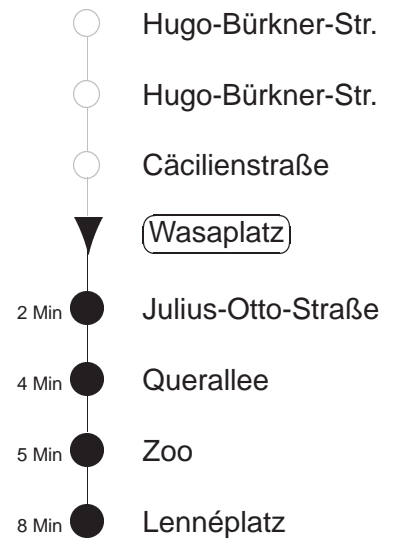 Hugo-Bürkner-Str.
Hugo-Bürkner-Str.
Cäcilienstraße
Wasaplatz
2 Min Julius-Otto-Straße
4 Min Querallee
5 Min Zoo
8 Min Lennéplatz